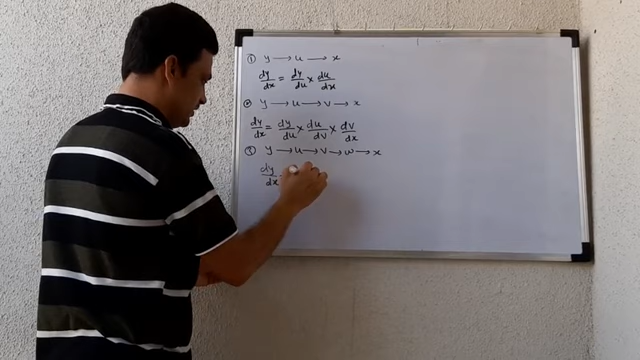 ① y → u → x
dy/dx = dy/du × du/dx
② y → u → v → x
dy/dx = dy/du × du/dv × dv/dx
③ y → u → v → w → x
dy/dx